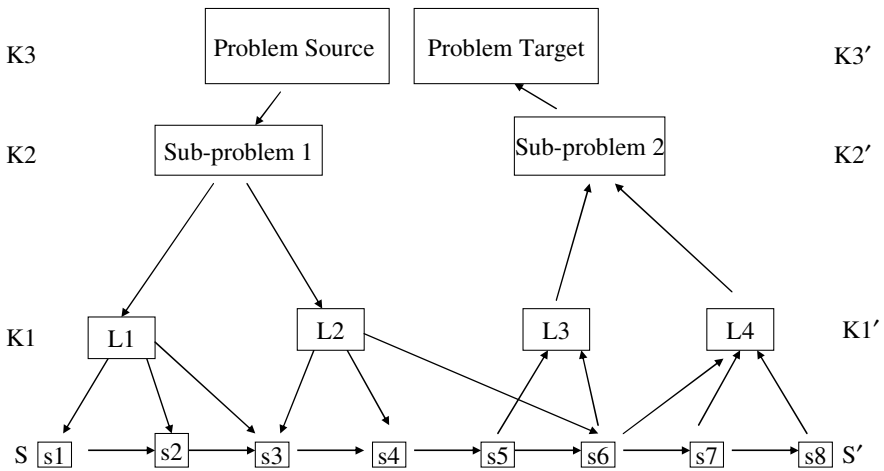 K3 Problem Source Problem Target K3′
K2 Sub-problem 1 Sub-problem 2 K2′
K1 L1 L2 L3 L4 K1′
S s1 s2 s3 s4 s5 s6 s7 s8 S′